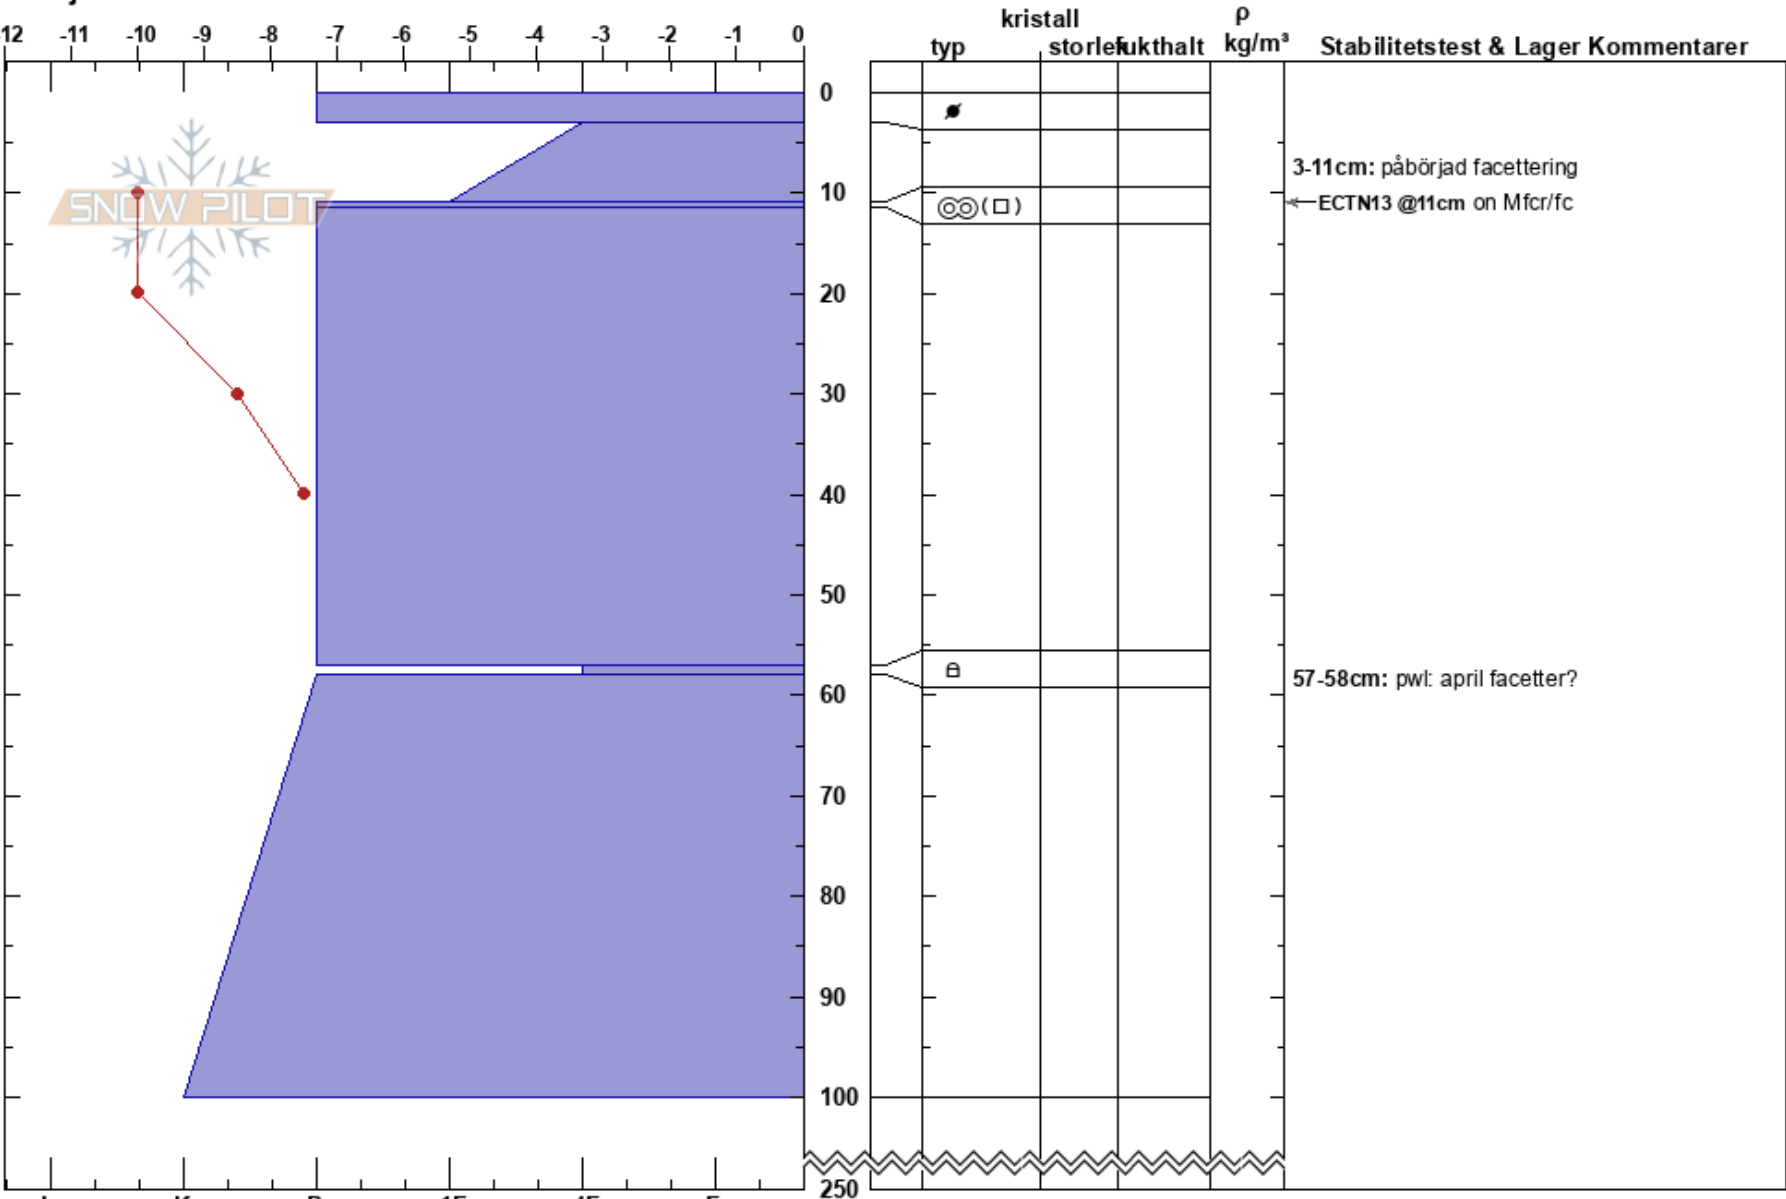 kristall ρ
-12 -11 -10 -9 -8 -7 -6 -5 -4 -3 -2 -1 0 typ storlek fukthalt kg/m³ Stabilitetstest & Lager Kommentarer
0
3-11cm: påbörjad facettering
10
SNOW PILOT
ECTN13 @11cm on Mfcr/fc
20
30
40
50
57-58cm: pwl: april facetter?
60
70
80
90
100
250